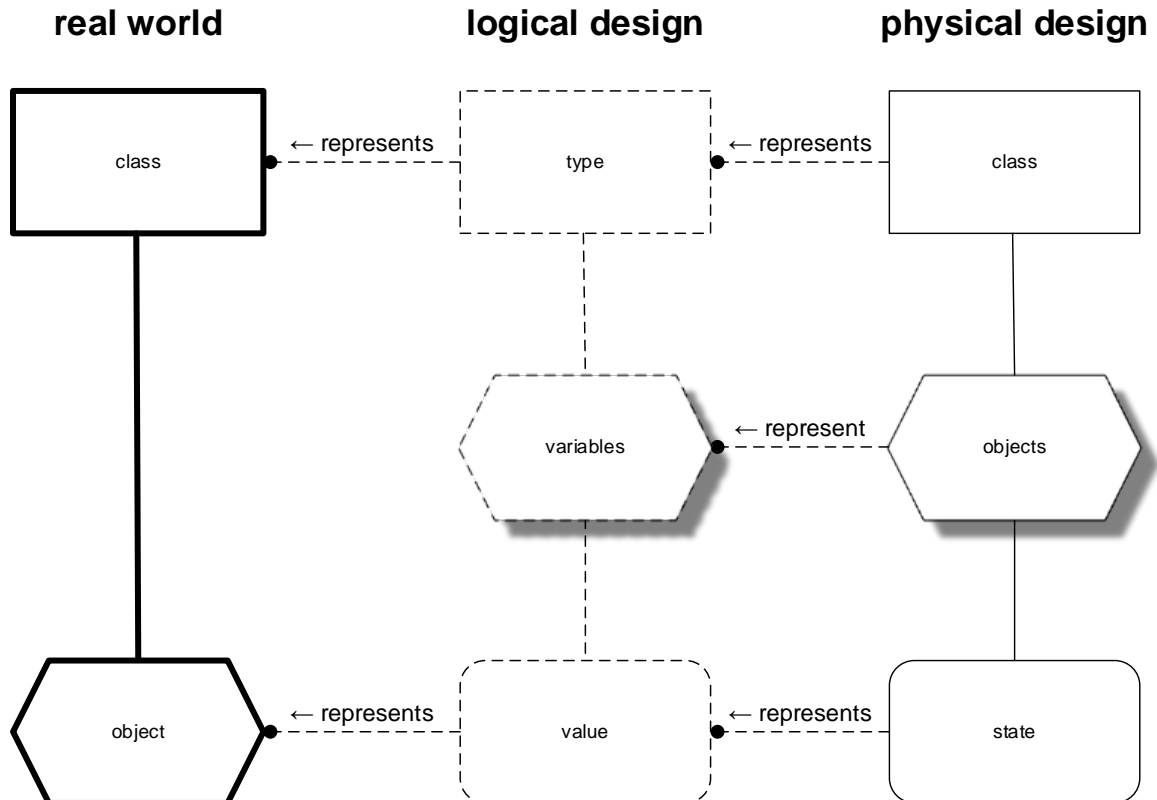 real world logical design physical design
class ← represents type ← represents class
variables ← represent objects
object ← represents value ← represents state